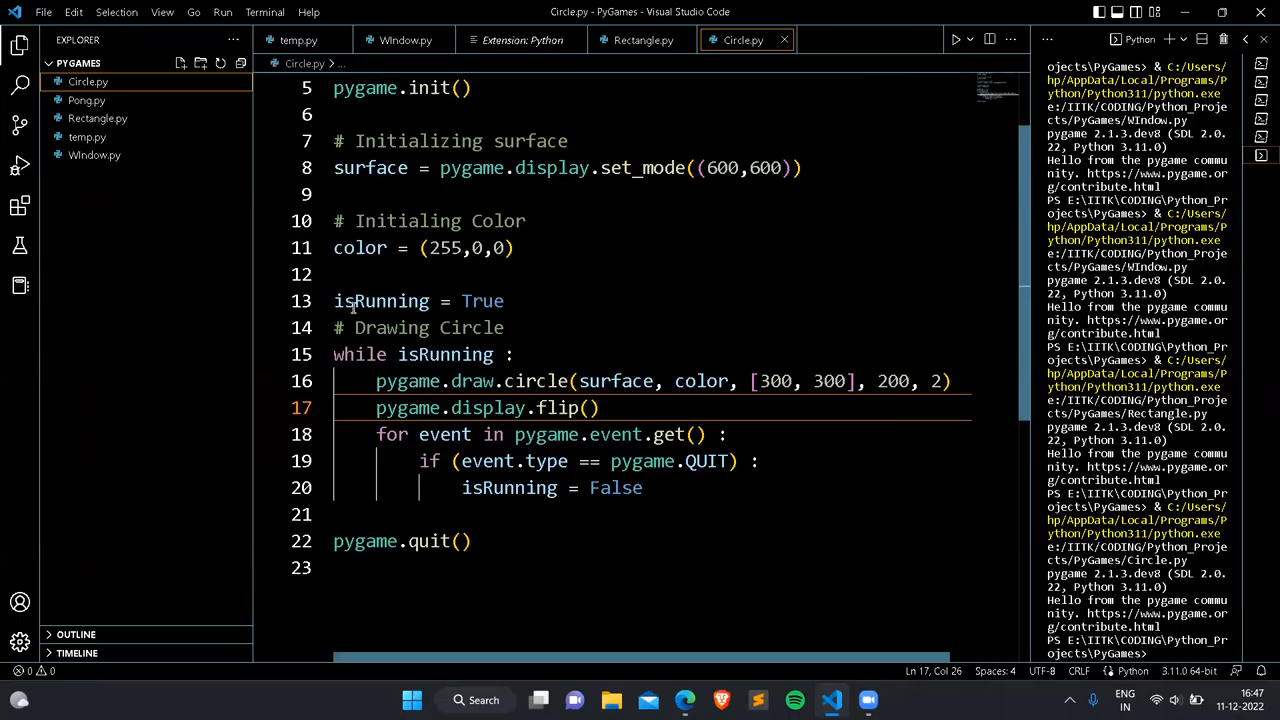 File Edit Selection View Go Run Terminal Help
Circle.py - PyGames - Visual Studio Code
EXPLORER
PYGAMES
Circle.py
Pong.py
Rectangle.py
temp.py
WIndow.py
OUTLINE
TIMELINE
temp.py WIndow.py Extension: Python Rectangle.py Circle.py
Circle.py > ...
5 pygame.init()
6
7 # Initializing surface
8 surface = pygame.display.set_mode((600,600))
9
10 # Initialing Color
11 color = (255,0,0)
12
13 isRunning = True
14 # Drawing Circle
15 while isRunning :
16 pygame.draw.circle(surface, color, [300, 300], 200, 2)
17 pygame.display.flip()
18 for event in pygame.event.get() :
19 if (event.type == pygame.QUIT) :
20 isRunning = False
21
22 pygame.quit()
23
Python
ojects\PyGames> & C:/Users/
hp/AppData/Local/Programs/P
ython/Python311/python.exe
e:/IITK/CODING/Python_Proje
cts/PyGames/WIndow.py
pygame 2.1.3.dev8 (SDL 2.0.
22, Python 3.11.0)
Hello from the pygame commu
nity. https://www.pygame.or
g/contribute.html
PS E:\IITK\CODING\Python_Pr
ojects\PyGames> & C:/Users/
hp/AppData/Local/Programs/P
ython/Python311/python.exe
e:/IITK/CODING/Python_Proje
cts/PyGames/WIndow.py
pygame 2.1.3.dev8 (SDL 2.0.
22, Python 3.11.0)
Hello from the pygame commu
nity. https://www.pygame.or
g/contribute.html
PS E:\IITK\CODING\Python_Pr
ojects\PyGames> & C:/Users/
hp/AppData/Local/Programs/P
ython/Python311/python.exe
e:/IITK/CODING/Python_Proje
cts/PyGames/Rectangle.py
pygame 2.1.3.dev8 (SDL 2.0.
22, Python 3.11.0)
Hello from the pygame commu
nity. https://www.pygame.or
g/contribute.html
PS E:\IITK\CODING\Python_Pr
ojects\PyGames> & C:/Users/
hp/AppData/Local/Programs/P
ython/Python311/python.exe
e:/IITK/CODING/Python_Proje
cts/PyGames/Circle.py
pygame 2.1.3.dev8 (SDL 2.0.
22, Python 3.11.0)
Hello from the pygame commu
nity. https://www.pygame.or
g/contribute.html
PS E:\IITK\CODING\Python_Pr
ojects\PyGames>
0 0 Ln 17, Col 26 Spaces: 4 UTF-8 CRLF Python 3.11.0 64-bit
Search
ENG
IN
16:47
11-12-2022